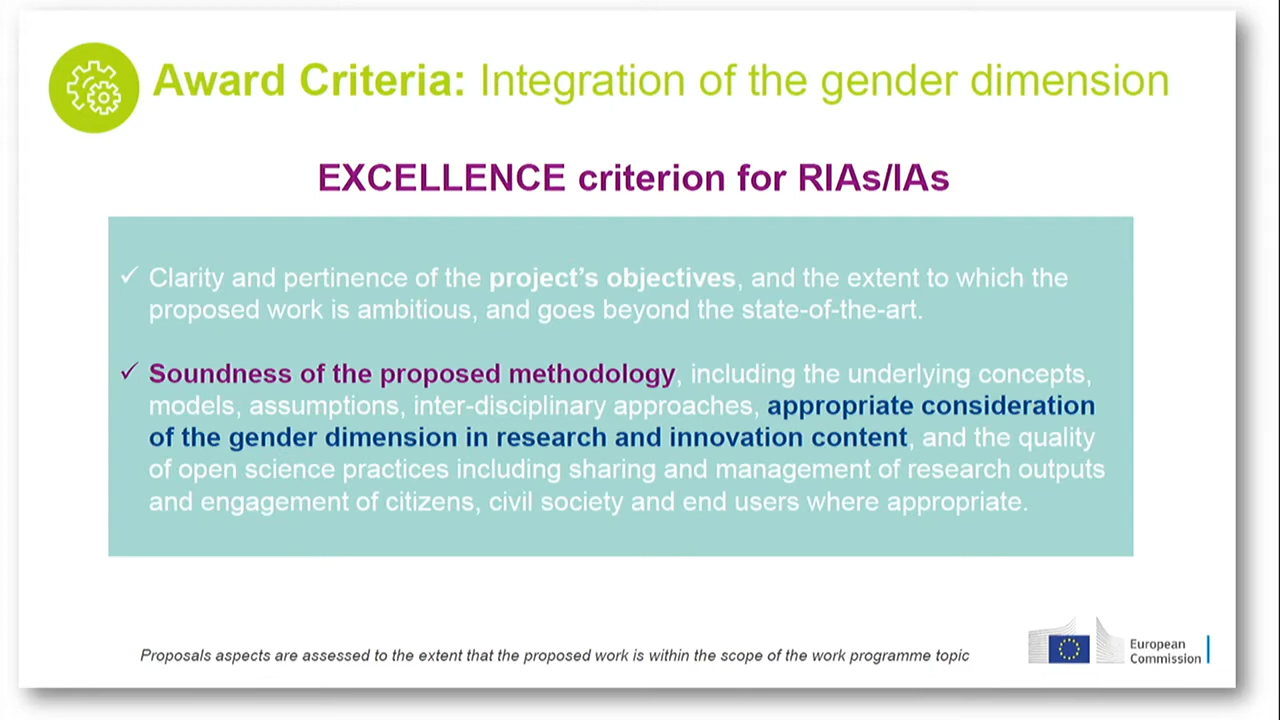 Award Criteria: Integration of the gender dimension
EXCELLENCE criterion for RIAs/IAs
✓ Clarity and pertinence of the project's objectives, and the extent to which the
proposed work is ambitious, and goes beyond the state-of-the-art.
✓ Soundness of the proposed methodology, including the underlying concepts,
models, assumptions, inter-disciplinary approaches, appropriate consideration
of the gender dimension in research and innovation content, and the quality
of open science practices including sharing and management of research outputs
and engagement of citizens, civil society and end users where appropriate.
Proposals aspects are assessed to the extent that the proposed work is within the scope of the work programme topic
European
Commission